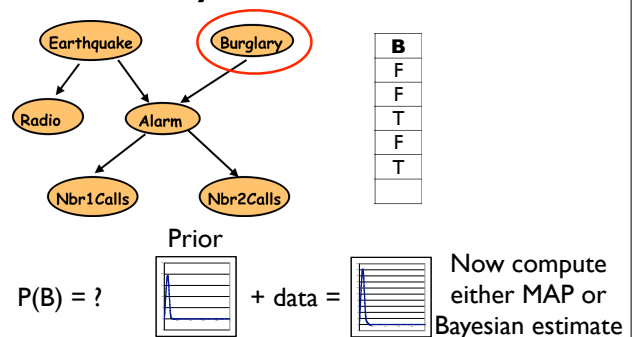 Earthquake
Burglary
Radio
Alarm
Nbr1Calls
Nbr2Calls
B
F
F
T
F
T
Prior
P(B) = ?
+ data =
Now compute
either MAP or
Bayesian estimate